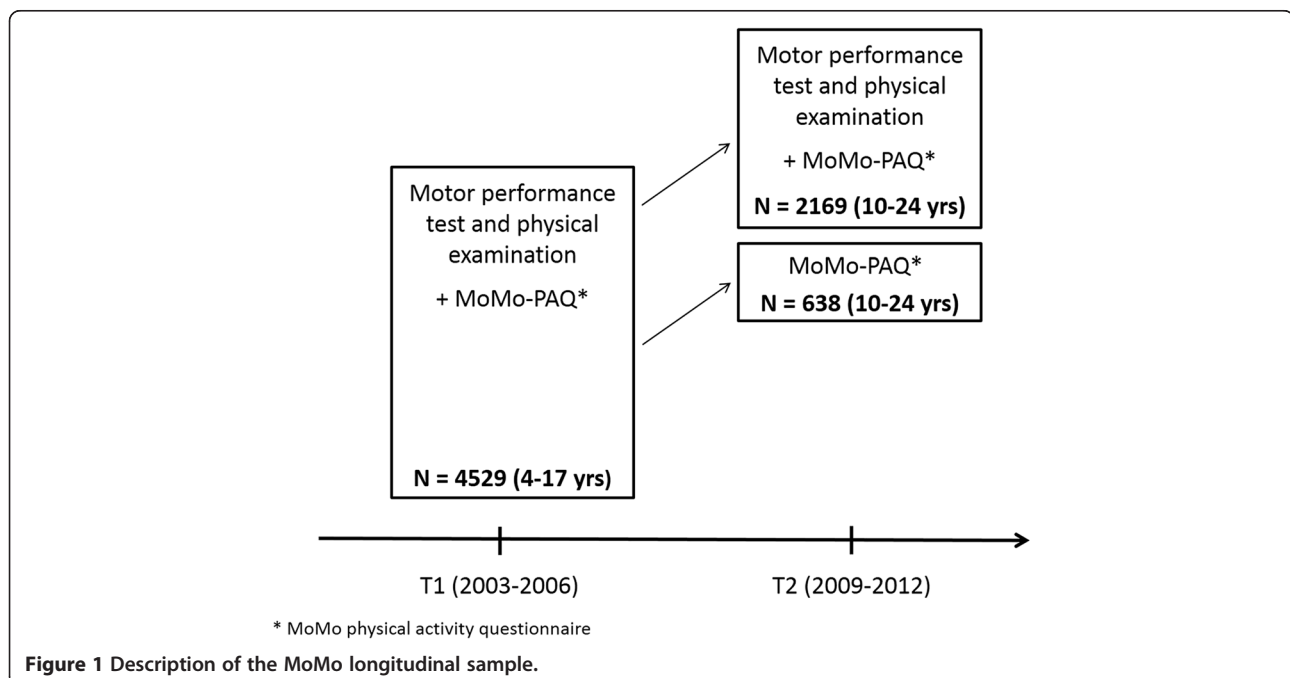 Motor performance
test and physical
examination
+ MoMo-PAQ*
N = 4529 (4-17 yrs)
Motor performance
test and physical
examination
+ MoMo-PAQ*
N = 2169 (10-24 yrs)
MoMo-PAQ*
N = 638 (10-24 yrs)
T1 (2003-2006)
T2 (2009-2012)
* MoMo physical activity questionnaire
Figure 1 Description of the MoMo longitudinal sample.